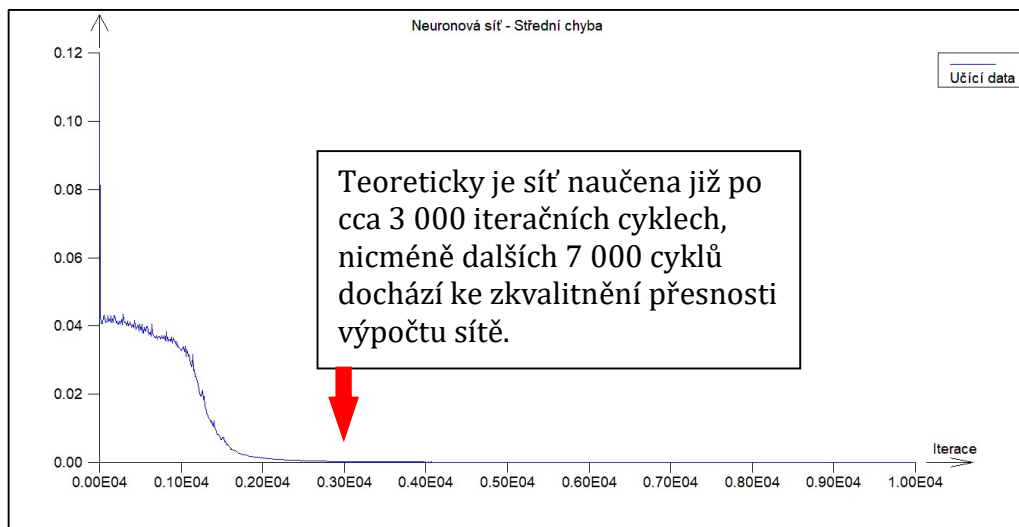 Neuronová síť - Střední chyba
0.12
Učící data
0.10
0.08
Teoreticky je síť naučena již po
cca 3 000 iteračních cyklech,
nicméně dalších 7 000 cyklů
dochází ke zkvalitnění přesnosti
výpočtu sítě.
0.06
0.04
0.02
0.00
Iterace
0.00E04 0.10E04 0.20E04 0.30E04 0.40E04 0.50E04 0.60E04 0.70E04 0.80E04 0.90E04 1.00E04